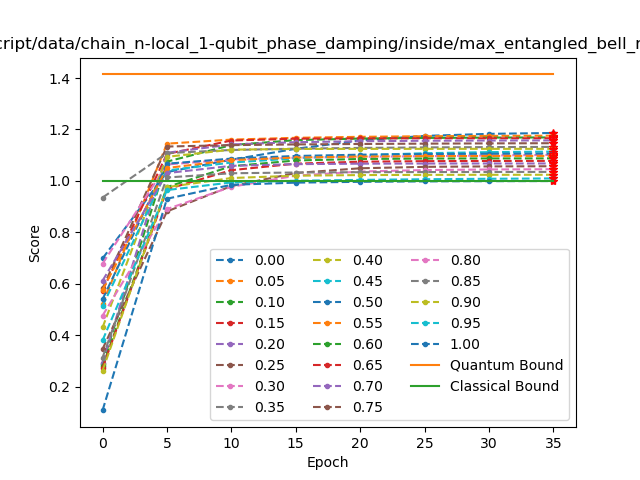 cript/data/chain_n-local_1-qubit_phase_damping/inside/max_entangled_bell_r
1.4
1.2
1.0
0.8
0.6
0.4
0.2
Score
0.00 0.40 0.80
0.05 0.45 0.85
0.10 0.50 0.90
0.15 0.55 0.95
0.20 0.60 1.00
0.25 0.65 Quantum Bound
0.30 0.70 Classical Bound
0.35 0.75
0 5 10 15 20 25 30 35
Epoch